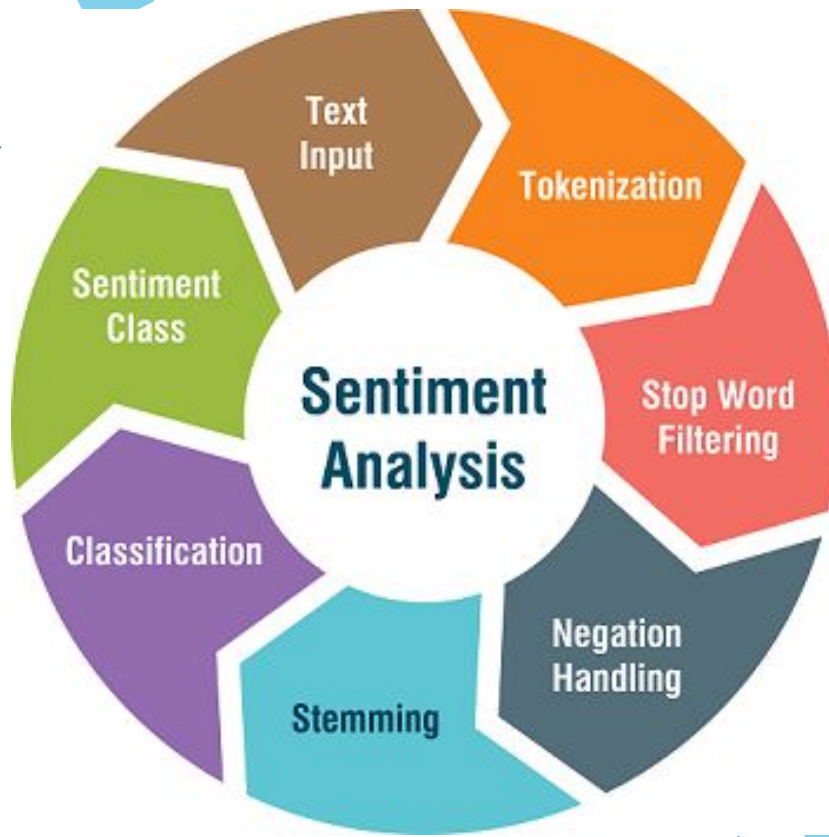 Text
Input
Tokenization
Stop Word
Filtering
Negation
Handling
Stemming
Classification
Sentiment
Class
Sentiment
Analysis